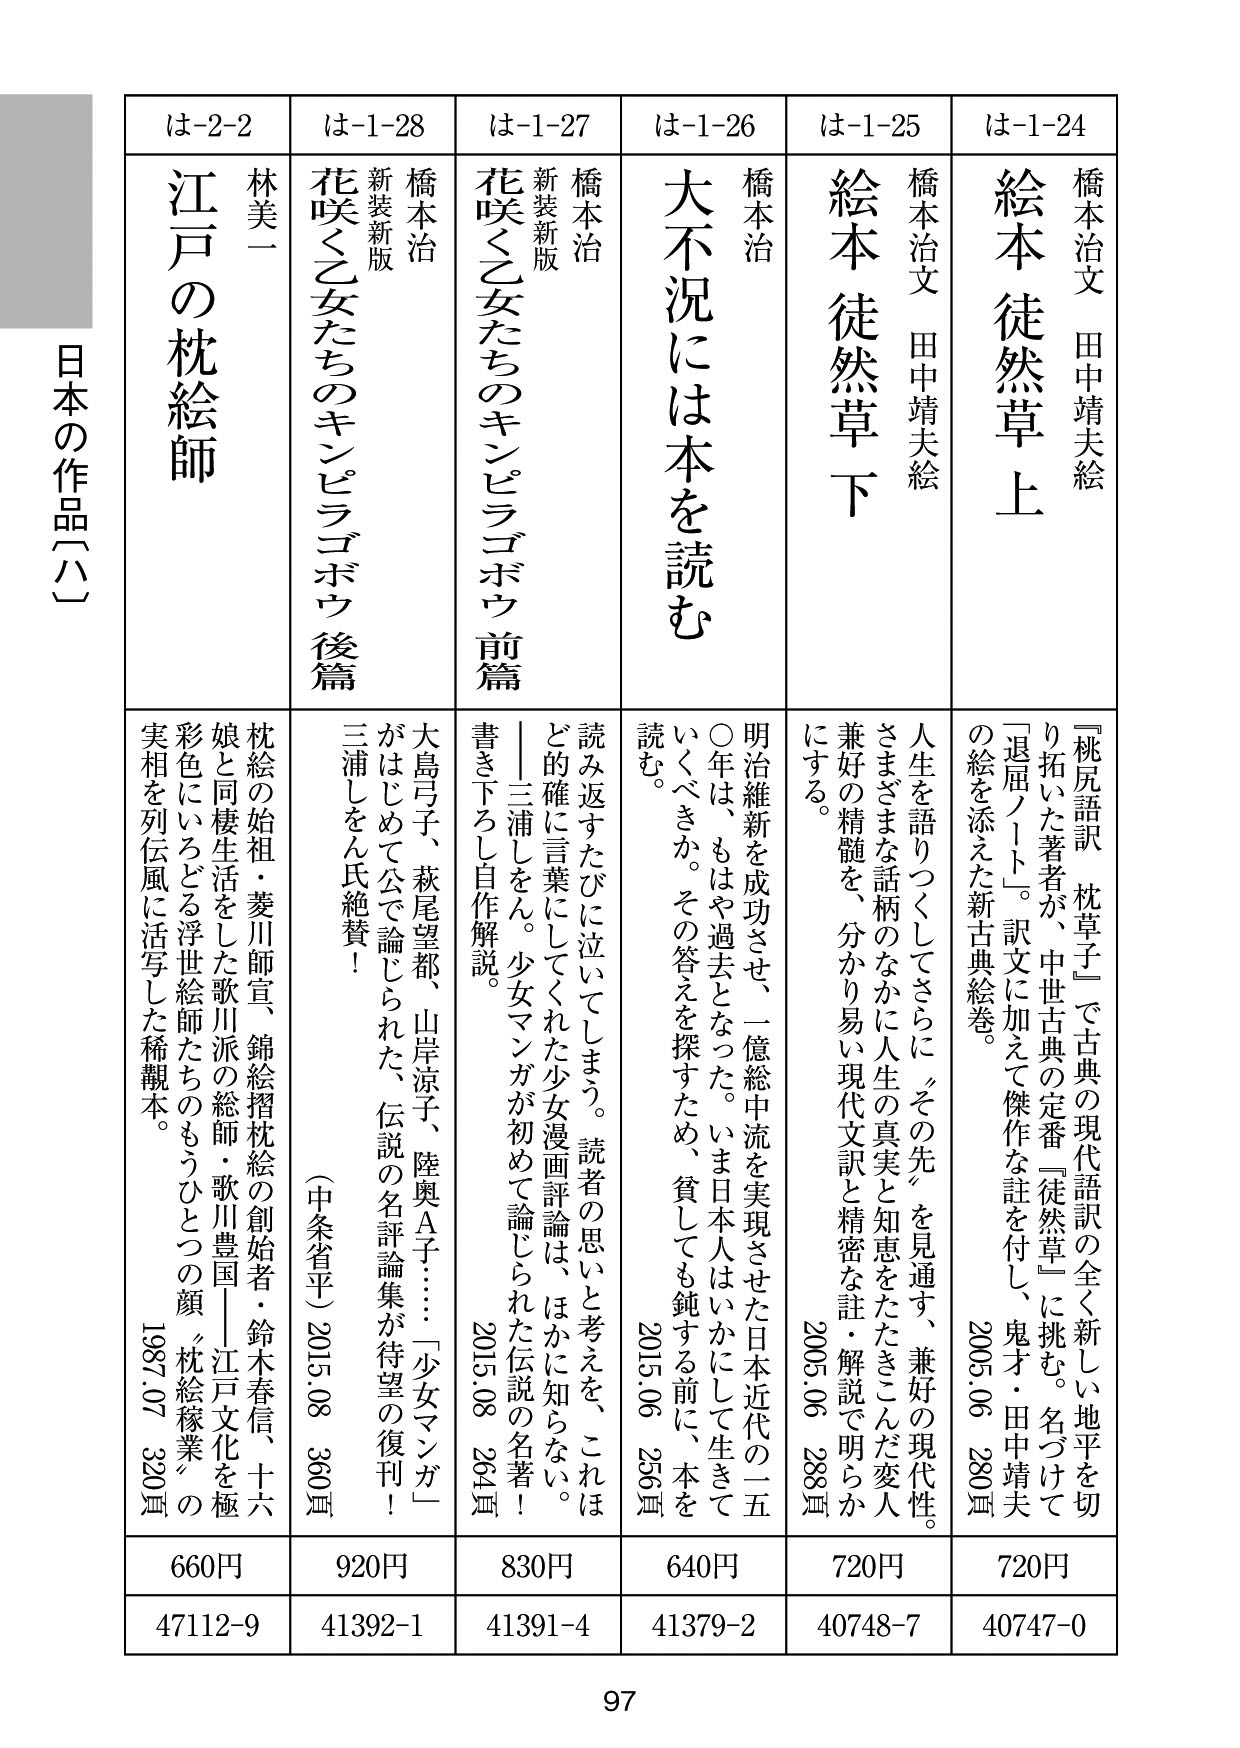 は-1-24
橋本治文　田中靖夫絵
絵本 徒然草 上
『桃尻語訳　枕草子』で古典の現代語訳の全く新しい地平を切
り拓いた著者が、中世古典の定番『徒然草』に挑む。名づけて
「退屈ノート」。訳文に加えて傑作な註を付し、鬼才・田中靖夫
の絵を添えた新古典絵巻。
2005.06　280頁
720円
40747-0
は-1-25
橋本治文　田中靖夫絵
絵本 徒然草 下
人生を語りつくしてさらに〝その先〟を見通す、兼好の現代性。
さまざまな話柄のなかに人生の真実と知恵をたたきこんだ変人
兼好の精髄を、分かり易い現代文訳と精密な註・解説で明らか
にする。
2005.06　288頁
720円
40748-7
は-1-26
橋本治
大不況には本を読む
明治維新を成功させ、一億総中流を実現させた日本近代の一五
〇年は、もはや過去となった。いま日本人はいかにして生きて
いくべきか。その答えを探すため、貧しても鈍する前に、本を
読む。
2015.06　256頁
640円
41379-2
は-1-27
橋本治
新装新版
花咲く乙女たちのキンピラゴボウ 前篇
読み返すたびに泣いてしまう。読者の思いと考えを、これほ
ど的確に言葉にしてくれた少女漫画評論は、ほかに知らない。
――三浦しをん。少女マンガが初めて論じられた伝説の名著！
書き下ろし自作解説。
2015.08　264頁
830円
41391-4
は-1-28
橋本治
新装新版
花咲く乙女たちのキンピラゴボウ 後篇
大島弓子、萩尾望都、山岸涼子、陸奥Ａ子……「少女マンガ」
がはじめて公で論じられた、伝説の名評論集が待望の復刊！
三浦しをん氏絶賛！
（中条省平）2015.08　360頁
920円
41392-1
は-2-2
林美一
江戸の枕絵師
枕絵の始祖・菱川師宣、錦絵摺枕絵の創始者・鈴木春信、十六
娘と同棲生活をした歌川派の総師・歌川豊国――江戸文化を極
彩色にいろどる浮世絵師たちのもうひとつの顔〝枕絵稼業〟の
実相を列伝風に活写した稀覯本。
1987.07　320頁
660円
47112-9
日本の作品〔ハ〕
97